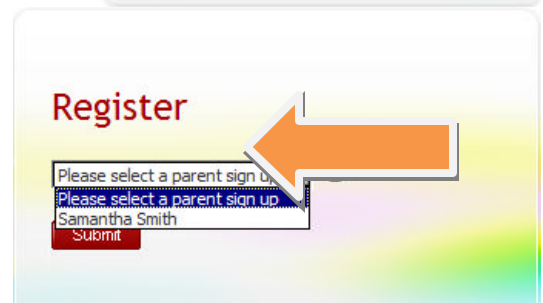 Register
Please select a parent sign up
Please select a parent sign up
Samantha Smith
Submit